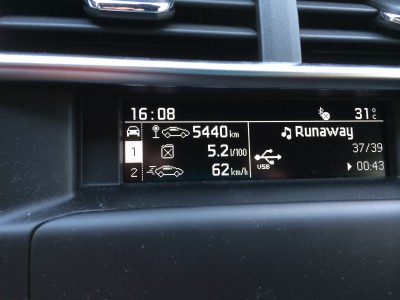 16:08 31°C
Runaway
5440 km
37/39
1 5.2 l/100
USB
00:43
2 62 km/h